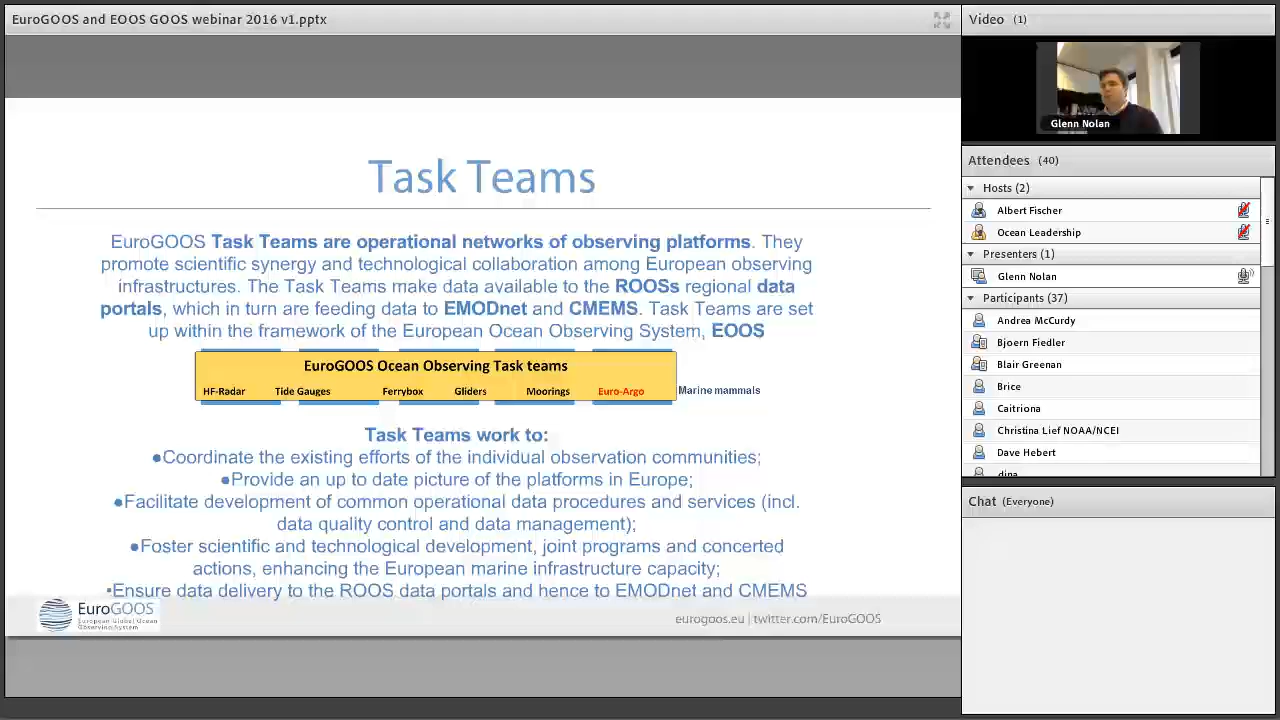 EuroGOOS and EOOS GOOS webinar 2016 v1.pptx
Task Teams
EuroGOOS Task Teams are operational networks of observing platforms. They
promote scientific synergy and technological collaboration among European observing
infrastructures. The Task Teams make data available to the ROOSs regional data
portals, which in turn are feeding data to EMODnet and CMEMS. Task Teams are set
up within the framework of the European Ocean Observing System, EOOS
EuroGOOS Ocean Observing Task teams
HF-Radar Tide Gauges Ferrybox Gliders Moorings Euro-Argo Marine mammals
Task Teams work to:
●Coordinate the existing efforts of the individual observation communities;
●Provide an up to date picture of the platforms in Europe;
●Facilitate development of common operational data procedures and services (incl.
data quality control and data management);
●Foster scientific and technological development, joint programs and concerted
actions, enhancing the European marine infrastructure capacity;
•Ensure data delivery to the ROOS data portals and hence to EMODnet and CMEMS
EuroGOOS
European Global Ocean
Observing System
eurogoos.eu | twitter.com/EuroGOOS
Video (1)
Glenn Nolan
Attendees (40)
Hosts (2)
Albert Fischer
Ocean Leadership
Presenters (1)
Glenn Nolan
Participants (37)
Andrea McCurdy
Bjoern Fiedler
Blair Greenan
Brice
Caitriona
Christina Lief NOAA/NCEI
Dave Hebert
dina
Chat (Everyone)